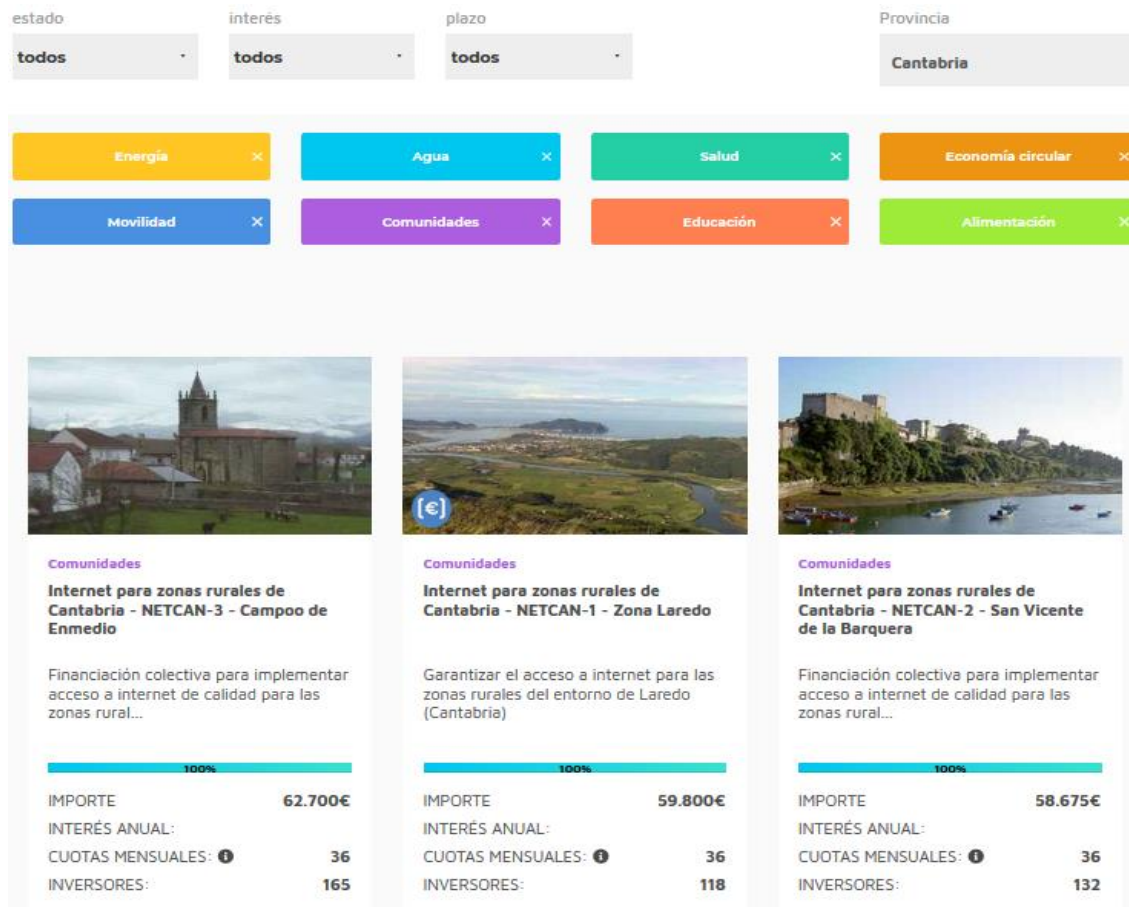 estado interés plazo Provincia
todos todos todos Cantabria
Energía × Agua × Salud × Economía circular ×
Movilidad × Comunidades × Educación × Alimentación ×
[€]
Comunidades
Internet para zonas rurales de
Cantabria - NETCAN-3 - Campoo de
Enmedio
Financiación colectiva para implementar
acceso a internet de calidad para las
zonas rural...
100%
IMPORTE 62.700€
INTERÉS ANUAL:
CUOTAS MENSUALES: 36
INVERSORES: 165
Comunidades
Internet para zonas rurales de
Cantabria - NETCAN-1 - Zona Laredo
Garantizar el acceso a internet para las
zonas rurales del entorno de Laredo
(Cantabria)
100%
IMPORTE 59.800€
INTERÉS ANUAL:
CUOTAS MENSUALES: 36
INVERSORES: 118
Comunidades
Internet para zonas rurales de
Cantabria - NETCAN-2 - San Vicente
de la Barquera
Financiación colectiva para implementar
acceso a internet de calidad para las
zonas rural...
100%
IMPORTE 58.675€
INTERÉS ANUAL:
CUOTAS MENSUALES: 36
INVERSORES: 132